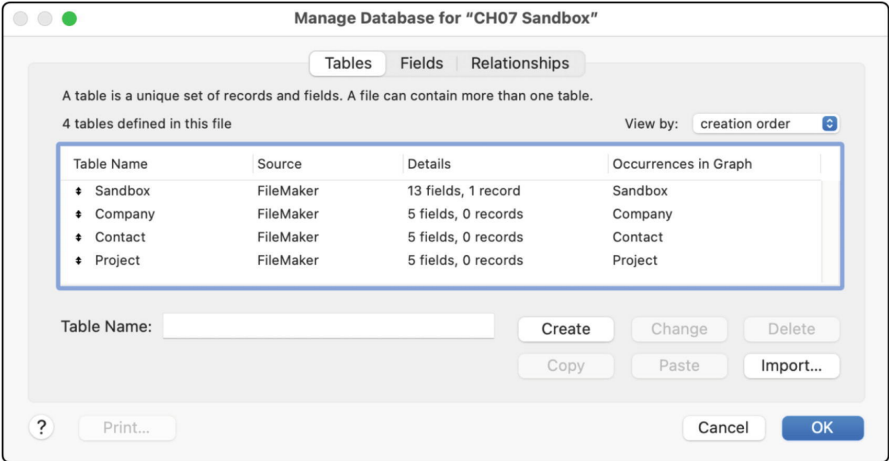 Manage Database for “CH07 Sandbox”
Tables Fields Relationships
A table is a unique set of records and fields. A file can contain more than one table.
4 tables defined in this file View by: creation order
Table Name Source Details Occurrences in Graph
Sandbox FileMaker 13 fields, 1 record Sandbox
Company FileMaker 5 fields, 0 records Company
Contact FileMaker 5 fields, 0 records Contact
Project FileMaker 5 fields, 0 records Project
Table Name: Create Change Delete
Copy Paste Import...
? Print... Cancel OK